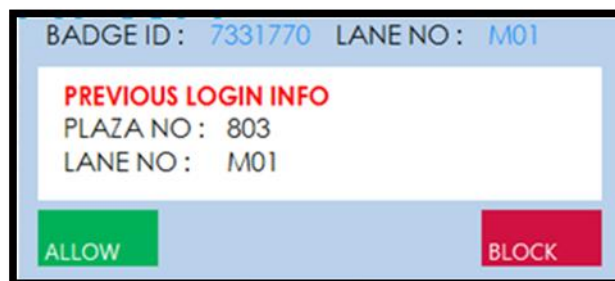 BADGE ID : 7331770 LANE NO : M01
PREVIOUS LOGIN INFO
PLAZA NO : 803
LANE NO : M01
ALLOW BLOCK